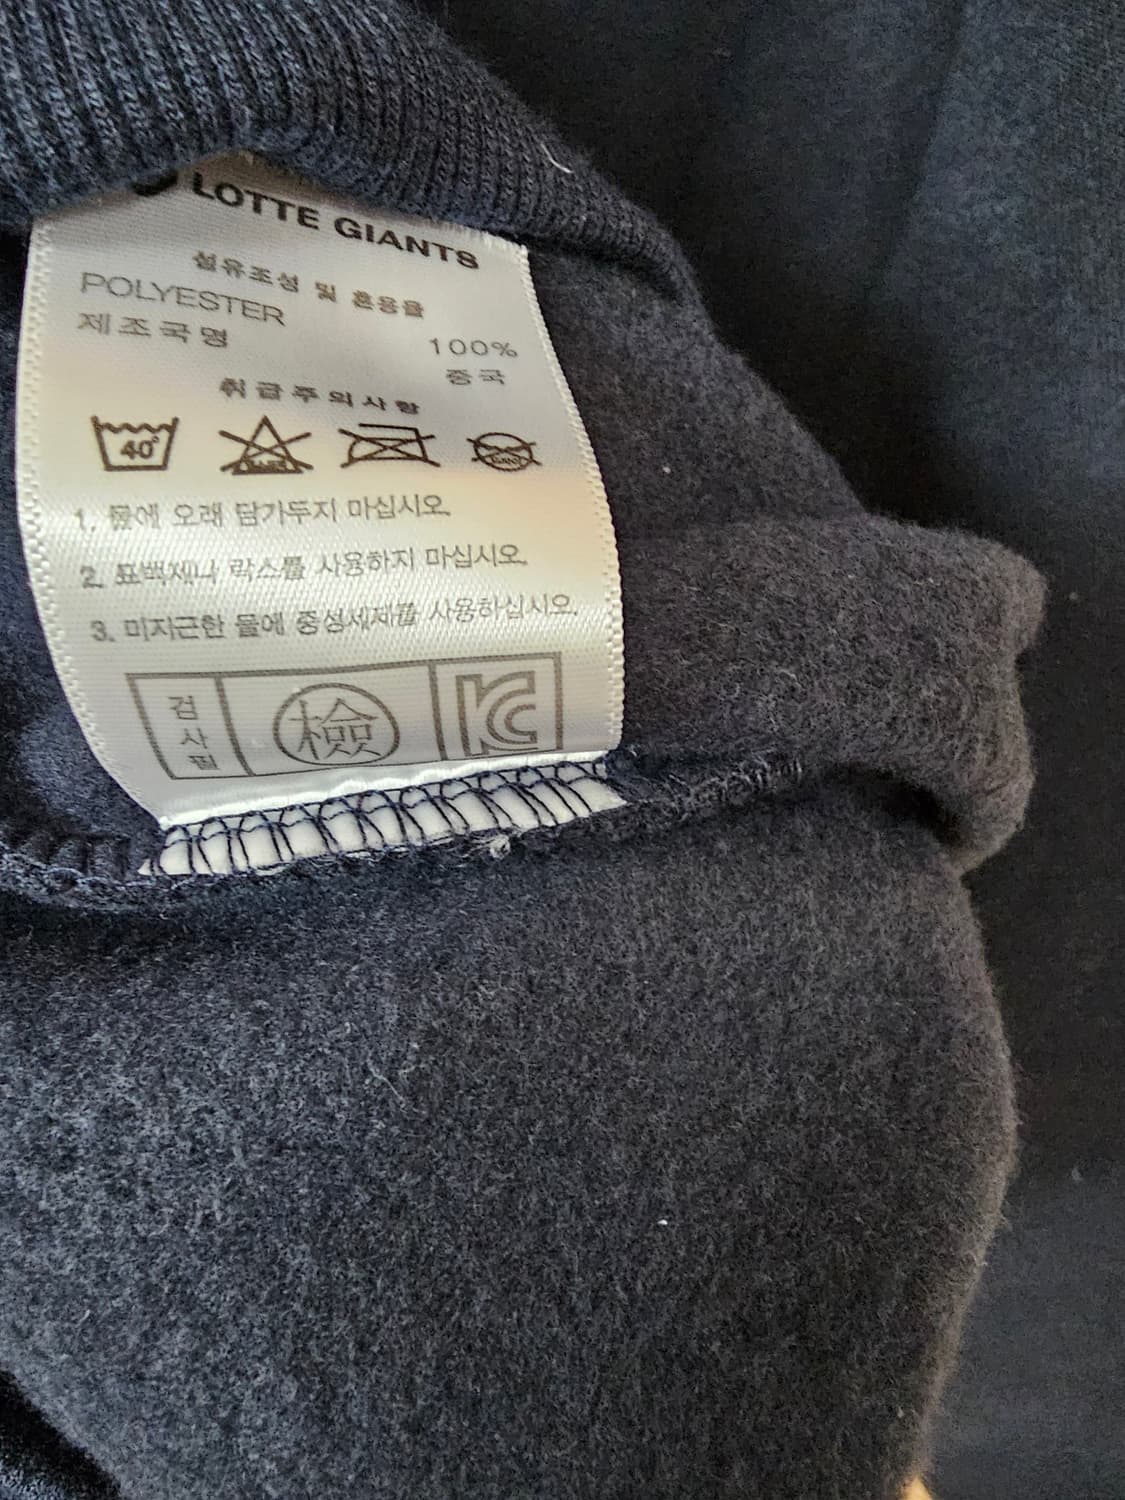 LOTTE GIANTS
섬유조성 및 혼용율
POLYESTER 100%
제조국명 중국
취급주의사항
40°
1. 물에 오래 담가두지 마십시오.
2. 표백제나 락스를 사용하지 마십시오.
3. 미지근한 물에 중성세제를 사용하십시오.
검사필 檢 KC